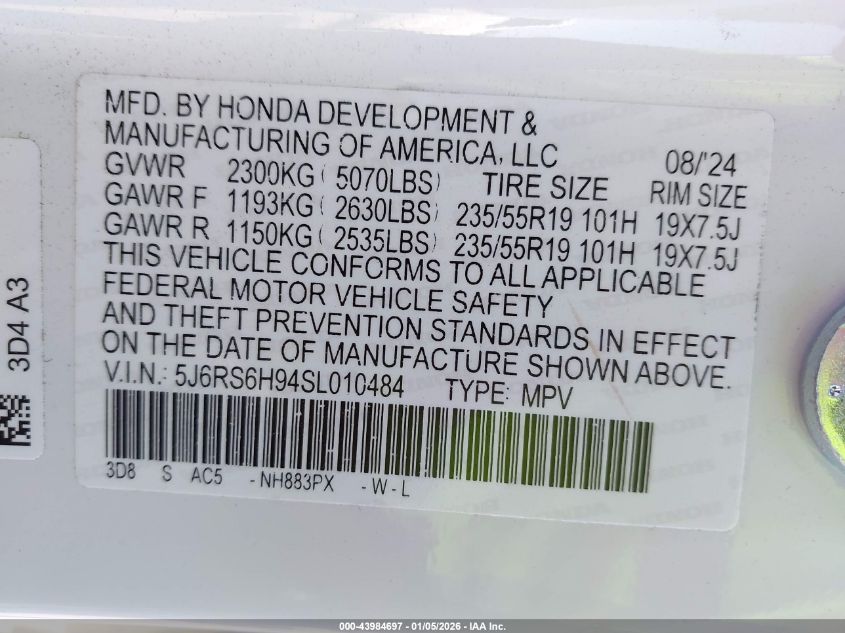 MFD. BY HONDA DEVELOPMENT &
MANUFACTURING OF AMERICA, LLC 08/'24
GVWR 2300KG ( 5070LBS) TIRE SIZE RIM SIZE
GAWR F 1193KG ( 2630LBS) 235/55R19 101H 19X7.5J
GAWR R 1150KG ( 2535LBS) 235/55R19 101H 19X7.5J
THIS VEHICLE CONFORMS TO ALL APPLICABLE
FEDERAL MOTOR VEHICLE SAFETY
AND THEFT PREVENTION STANDARDS IN EFFECT
ON THE DATE OF MANUFACTURE SHOWN ABOVE.
V.I.N.: 5J6RS6H94SL010484 TYPE: MPV
3D8 S AC5 -NH883PX -W-L
3D4 A3
000-43984697 - 01/05/2026 - IAA Inc.